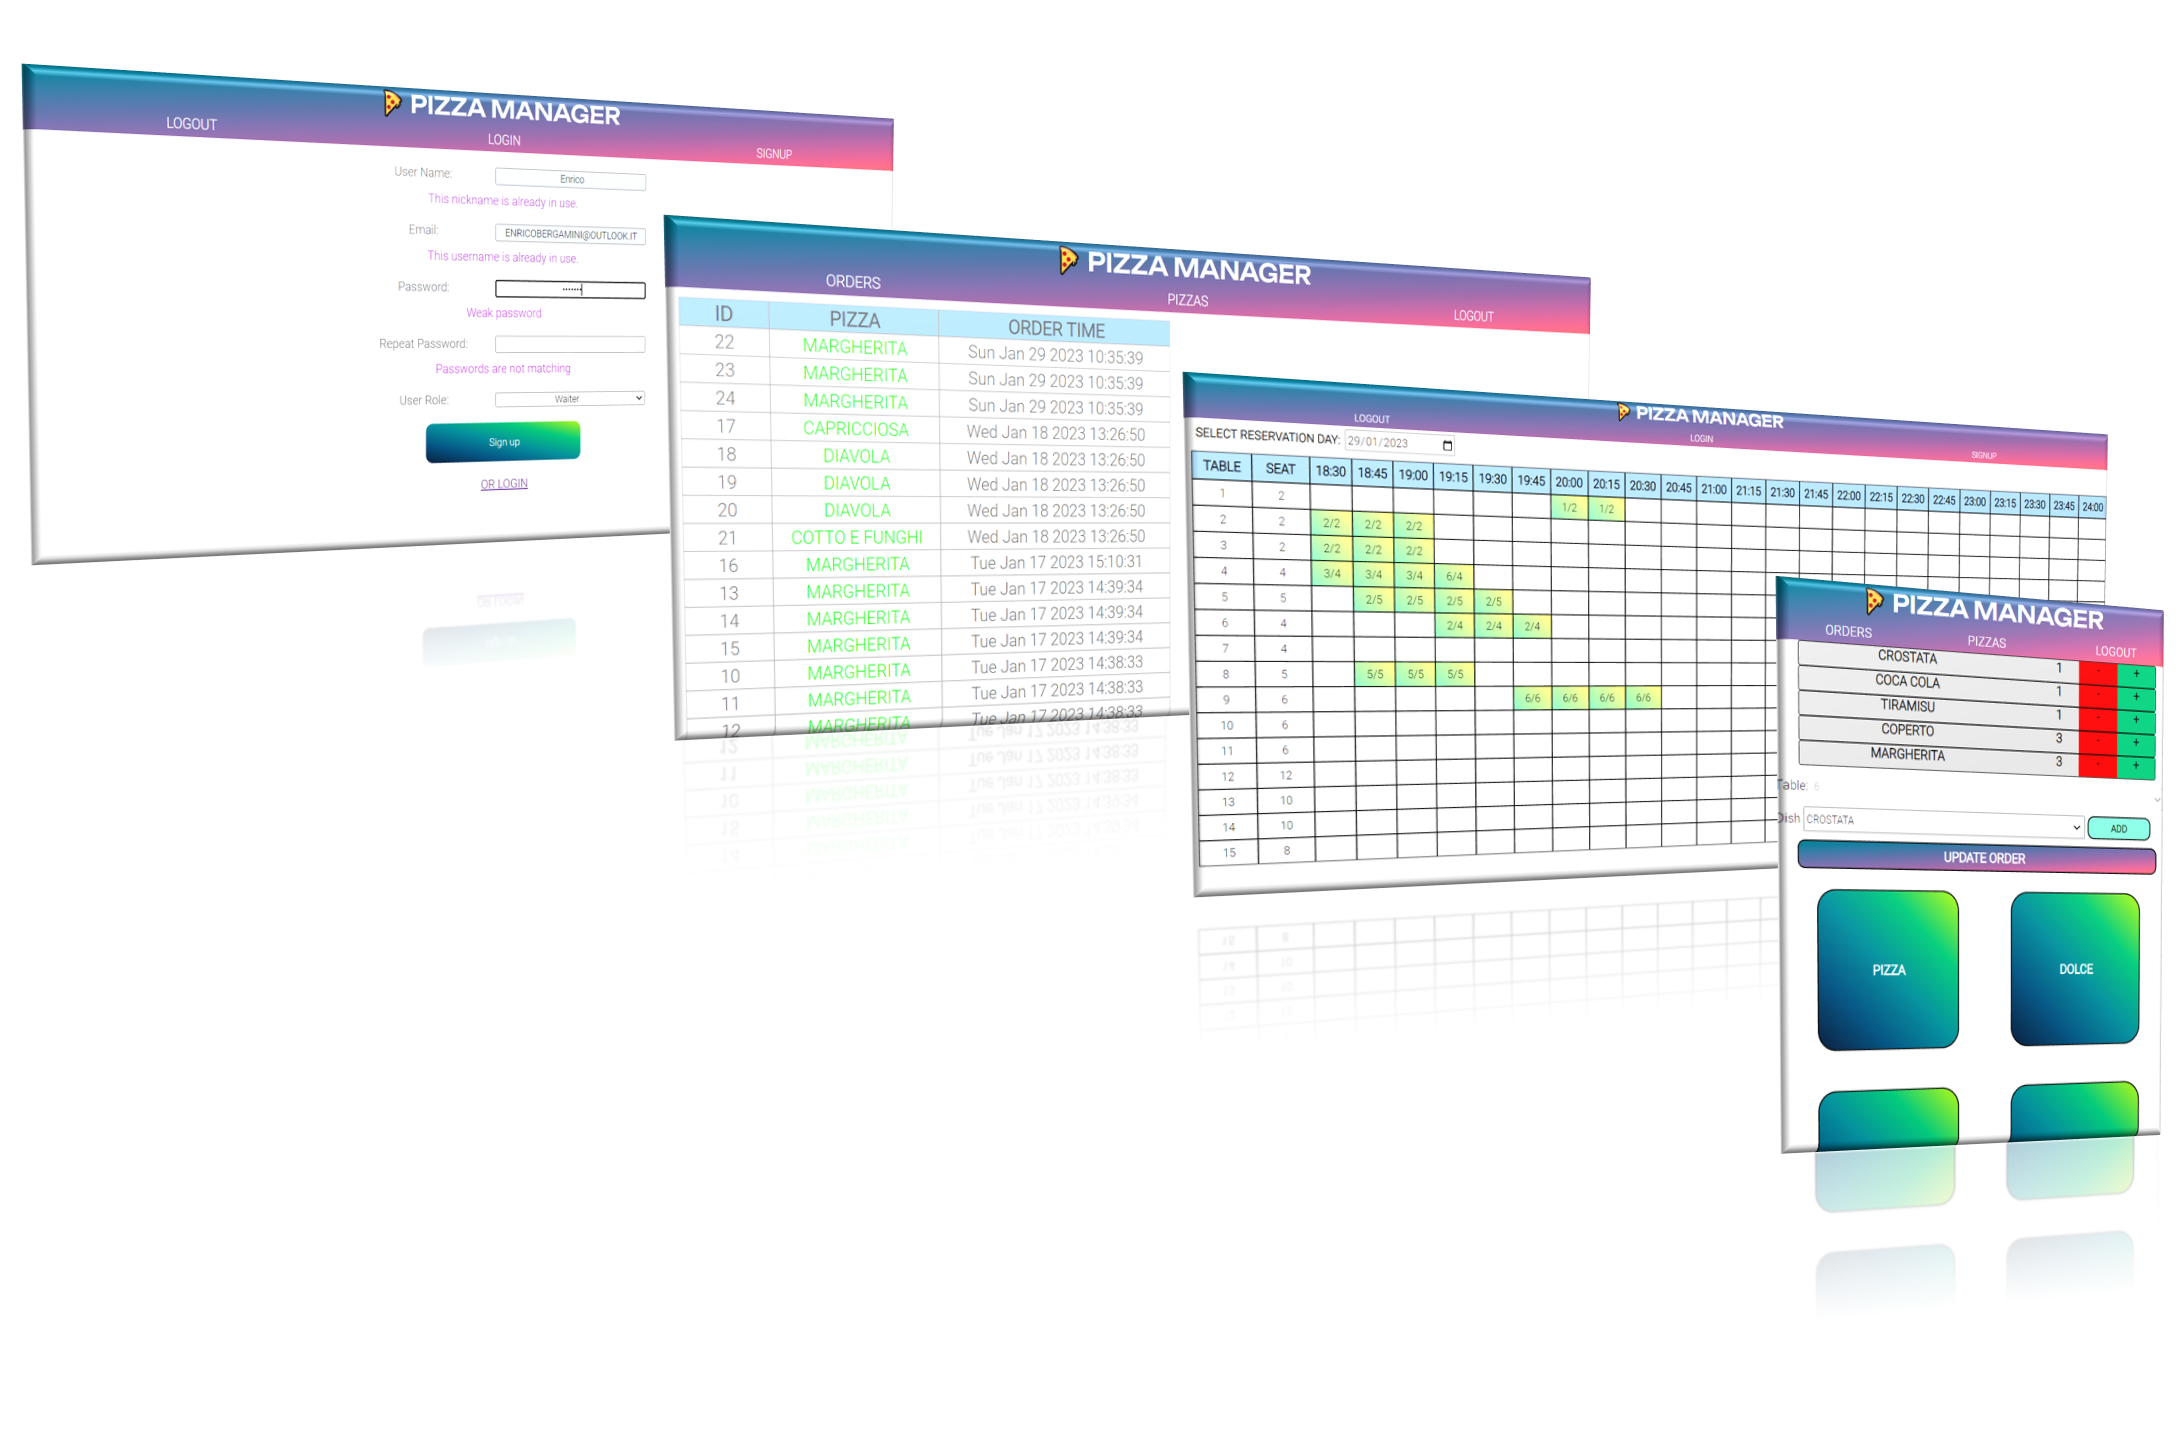 PIZZA MANAGER
LOGOUT LOGIN SIGNUP
User Name: Enrico
This nickname is already in use.
Email: ENRICOBERGAMINI@OUTLOOK.IT
This username is already in use.
Password: ·······
Weak password
Repeat Password:
Passwords are not matching
User Role: Waiter
Sign up
OR LOGIN
PIZZA MANAGER
ORDERS PIZZAS LOGOUT
ID PIZZA ORDER TIME
22 MARGHERITA Sun Jan 29 2023 10:35:39
23 MARGHERITA Sun Jan 29 2023 10:35:39
24 MARGHERITA Sun Jan 29 2023 10:35:39
17 CAPRICCIOSA Wed Jan 18 2023 13:26:50
18 DIAVOLA Wed Jan 18 2023 13:26:50
19 DIAVOLA Wed Jan 18 2023 13:26:50
20 DIAVOLA Wed Jan 18 2023 13:26:50
21 COTTO E FUNGHI Wed Jan 18 2023 13:26:50
16 MARGHERITA Tue Jan 17 2023 15:10:31
13 MARGHERITA Tue Jan 17 2023 14:39:34
14 MARGHERITA Tue Jan 17 2023 14:39:34
15 MARGHERITA Tue Jan 17 2023 14:39:34
10 MARGHERITA Tue Jan 17 2023 14:38:33
11 MARGHERITA Tue Jan 17 2023 14:38:33
12 MARGHERITA Tue Jan 17 2023 14:38:33
PIZZA MANAGER
LOGOUT LOGIN SIGNUP
SELECT RESERVATION DAY: 29/01/2023
TABLE SEAT 18:30 18:45 19:00 19:15 19:30 19:45 20:00 20:15 20:30 20:45 21:00 21:15 21:30 21:45 22:00 22:15 22:30 22:45 23:00 23:15 23:30 23:45 24:00
1 2 1/2 1/2
2 2 2/2 2/2 2/2
3 2 2/2 2/2 2/2
4 4 3/4 3/4 3/4 6/4
5 5 2/5 2/5 2/5 2/5
6 4 2/4 2/4 2/4
7 4
8 5 5/5 5/5 5/5
9 6 6/6 6/6 6/6 6/6
10 6
11 6
12 12
13 10
14 10
15 8
PIZZA MANAGER
ORDERS PIZZAS LOGOUT
CROSTATA 1 - +
COCA COLA 1 - +
TIRAMISU 1 - +
COPERTO 3 - +
MARGHERITA 3 - +
Table: 6
Dish CROSTATA ADD
UPDATE ORDER
PIZZA DOLCE